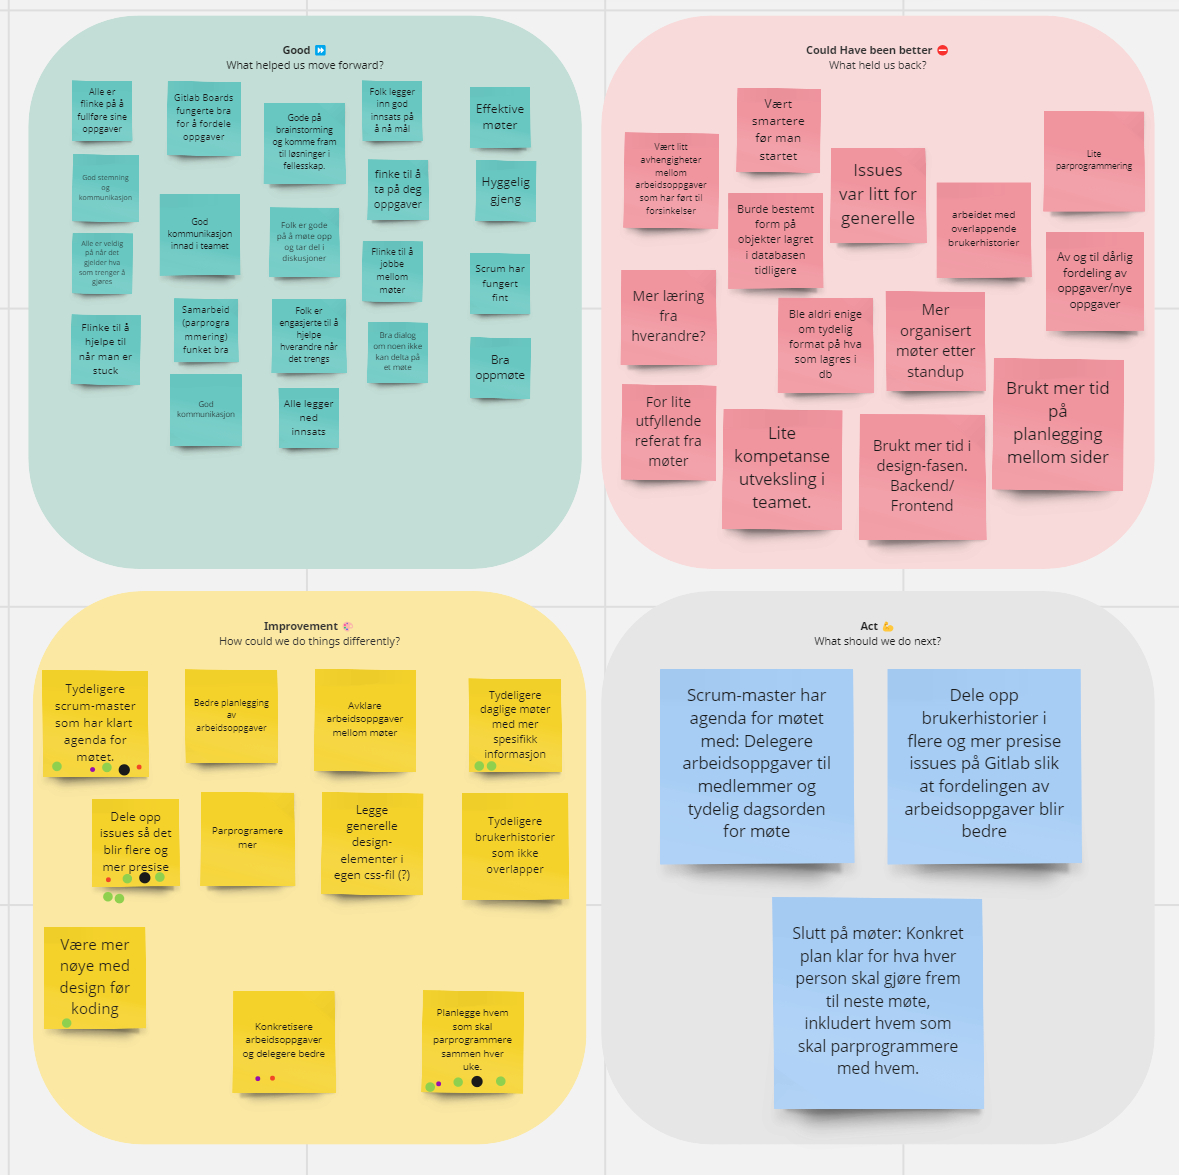 Good
What helped us move forward?
Alle er
flinke på å
fullføre sine
oppgaver
Gitlab Boards
fungerte bra
for å fordele
oppgaver
Gode på
brainstorming
og komme fram
til løsninger i
fellesskap.
Folk legger
inn god
innsats på
å nå mål
Effektive
møter
God stemning
og
kommunikasjon
God
kommunikasjon
innad i teamet
Folk er gode
på å møte opp
og tar del i
diskusjoner
finke til å
ta på deg
oppgaver
Hyggelig
gjeng
Alle er veldig
på når det
gjelder hva
som trenger å
gjøres
Flinke til å
jobbe
mellom
møter
Scrum har
fungert
fint
Flinke til å
hjelpe til
når man er
stuck
Samarbeid
(parprogra
mmering)
funket bra
Folk er
engasjerte til å
hjelpe
hverandre når
det trengs
Bra dialog
om noen ikke
kan delta på
et møte
Bra
oppmøte
God
kommunikasjon
Alle legger
ned
innsats
Could Have been better
What held us back?
Vært
smartere
før man
startet
Vært litt
avhengigheter
mellom
arbeidsoppgaver
som har ført til
forsinkelser
Issues
var litt for
generelle
Lite
parprogrammering
Burde bestemt
form på
objekter lagret
i databasen
tidligere
arbeidet med
overlappende
brukerhistorier
Av og til dårlig
fordeling av
oppgaver/nye
oppgaver
Mer læring
fra
hverandre?
Ble aldri enige
om tydelig
format på hva
som lagres i
db
Mer
organisert
møter etter
standup
Brukt mer tid
på
planlegging
mellom sider
For lite
utfyllende
referat fra
møter
Lite
kompetanse
utveksling i
teamet.
Brukt mer tid i
design-fasen.
Backend/
Frontend
Improvement
How could we do things differently?
Tydeligere
scrum-master
som har klart
agenda for
møtet.
Bedre planlegging
av
arbeidsoppgaver
Avklare
arbeidsoppgaver
mellom møter
Tydeligere
daglige møter
med mer
spesifikk
informasjon
Dele opp
issues så det
blir flere og
mer presise
Parprogramere
mer
Legge
generelle
design-
elementer i
egen css-fil (?)
Tydeligere
brukerhistorier
som ikke
overlapper
Være mer
nøye med
design før
koding
Konkretisere
arbeidsoppgaver
og delegere bedre
Planlegge hvem
som skal
parprogrammere
sammen hver
uke.
Act
What should we do next?
Scrum-master har
agenda for møtet
med: Delegere
arbeidsoppgaver til
medlemmer og
tydelig dagsorden
for møte
Dele opp
brukerhistorier i
flere og mer presise
issues på Gitlab slik
at fordelingen av
arbeidsoppgaver blir
bedre
Slutt på møter: Konkret
plan klar for hva hver
person skal gjøre frem
til neste møte,
inkludert hvem som
skal parprogrammere
med hvem.